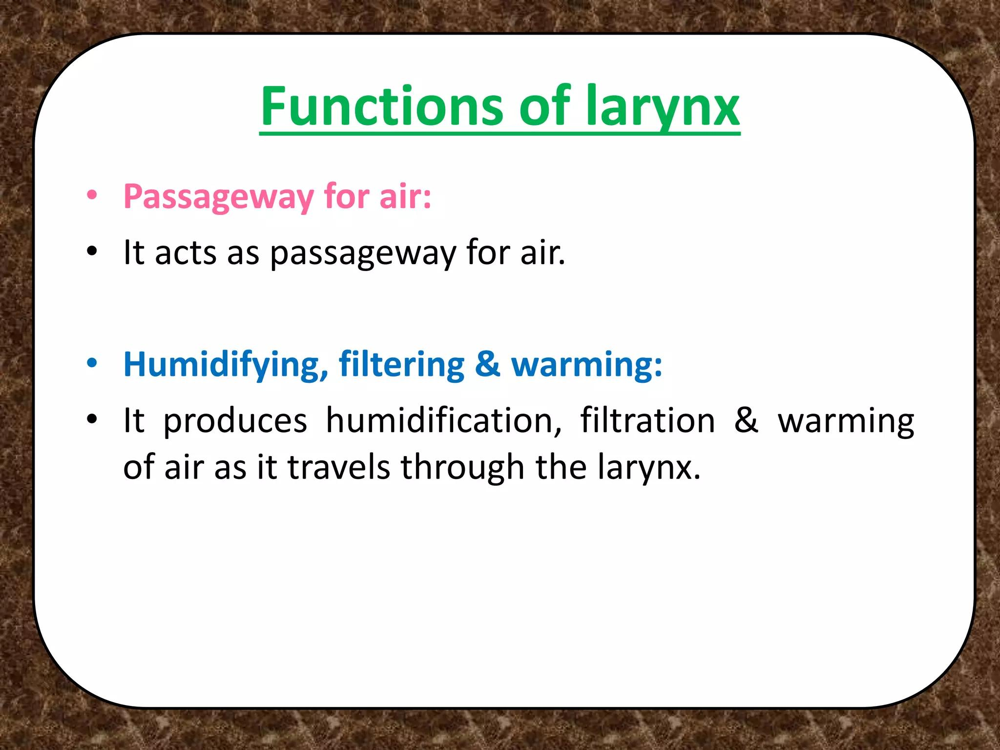 Functions of larynx
• Passageway for air:
• It acts as passageway for air.
• Humidifying, filtering & warming:
• It produces humidification, filtration & warming
of air as it travels through the larynx.